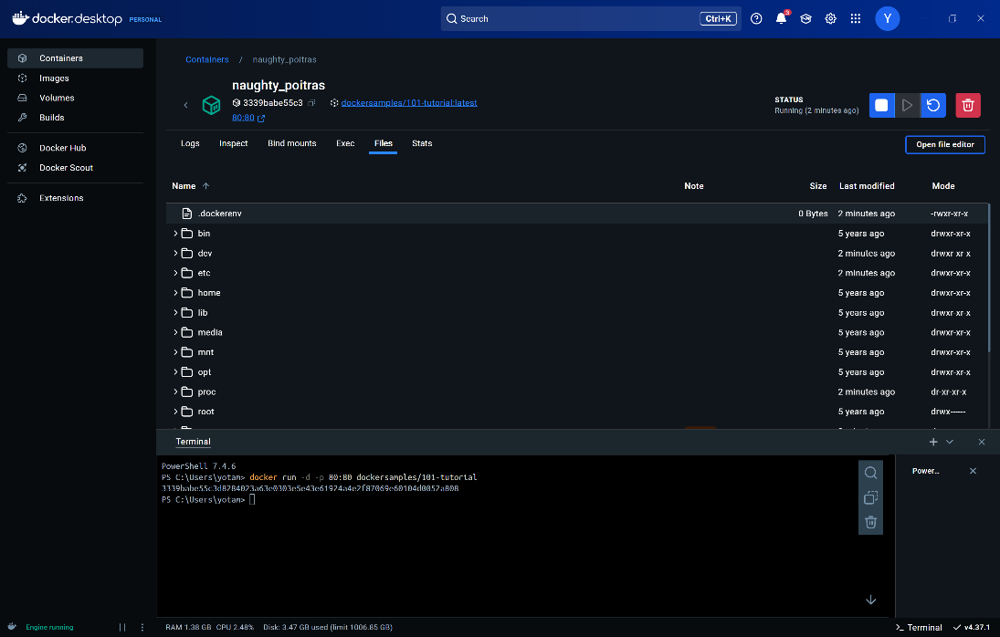 docker.desktop PERSONAL Search Ctrl+K 5 Y
Containers
Images
Volumes
Builds
Docker Hub
Docker Scout
Extensions
Containers / naughty_poitras
naughty_poitras
3339babe55c3 dockersamples/101-tutorial:latest
80:80
STATUS
Running (2 minutes ago)
Logs Inspect Bind mounts Exec Files Stats Open file editor
Name Note Size Last modified Mode
.dockerenv 0 Bytes 2 minutes ago -rwxr-xr-x
bin 5 years ago drwxr-xr-x
dev 2 minutes ago drwxr-xr-x
etc 2 minutes ago drwxr-xr-x
home 5 years ago drwxr-xr-x
lib 5 years ago drwxr-xr-x
media 5 years ago drwxr-xr-x
mnt 5 years ago drwxr-xr-x
opt 5 years ago drwxr-xr-x
proc 2 minutes ago dr-xr-xr-x
root 5 years ago drwx------
Terminal
PowerShell 7.4.6
PS C:\Users\yotam> docker run -d -p 80:80 dockersamples/101-tutorial
3339babe55c3d8284023a63e0303e5e43e61924a4e2f87069e60104d0052a808
PS C:\Users\yotam>
Power...
Engine running
RAM 1.38 GB CPU 2.48% Disk: 3.47 GB used (limit 1006.85 GB)
Terminal v4.37.1